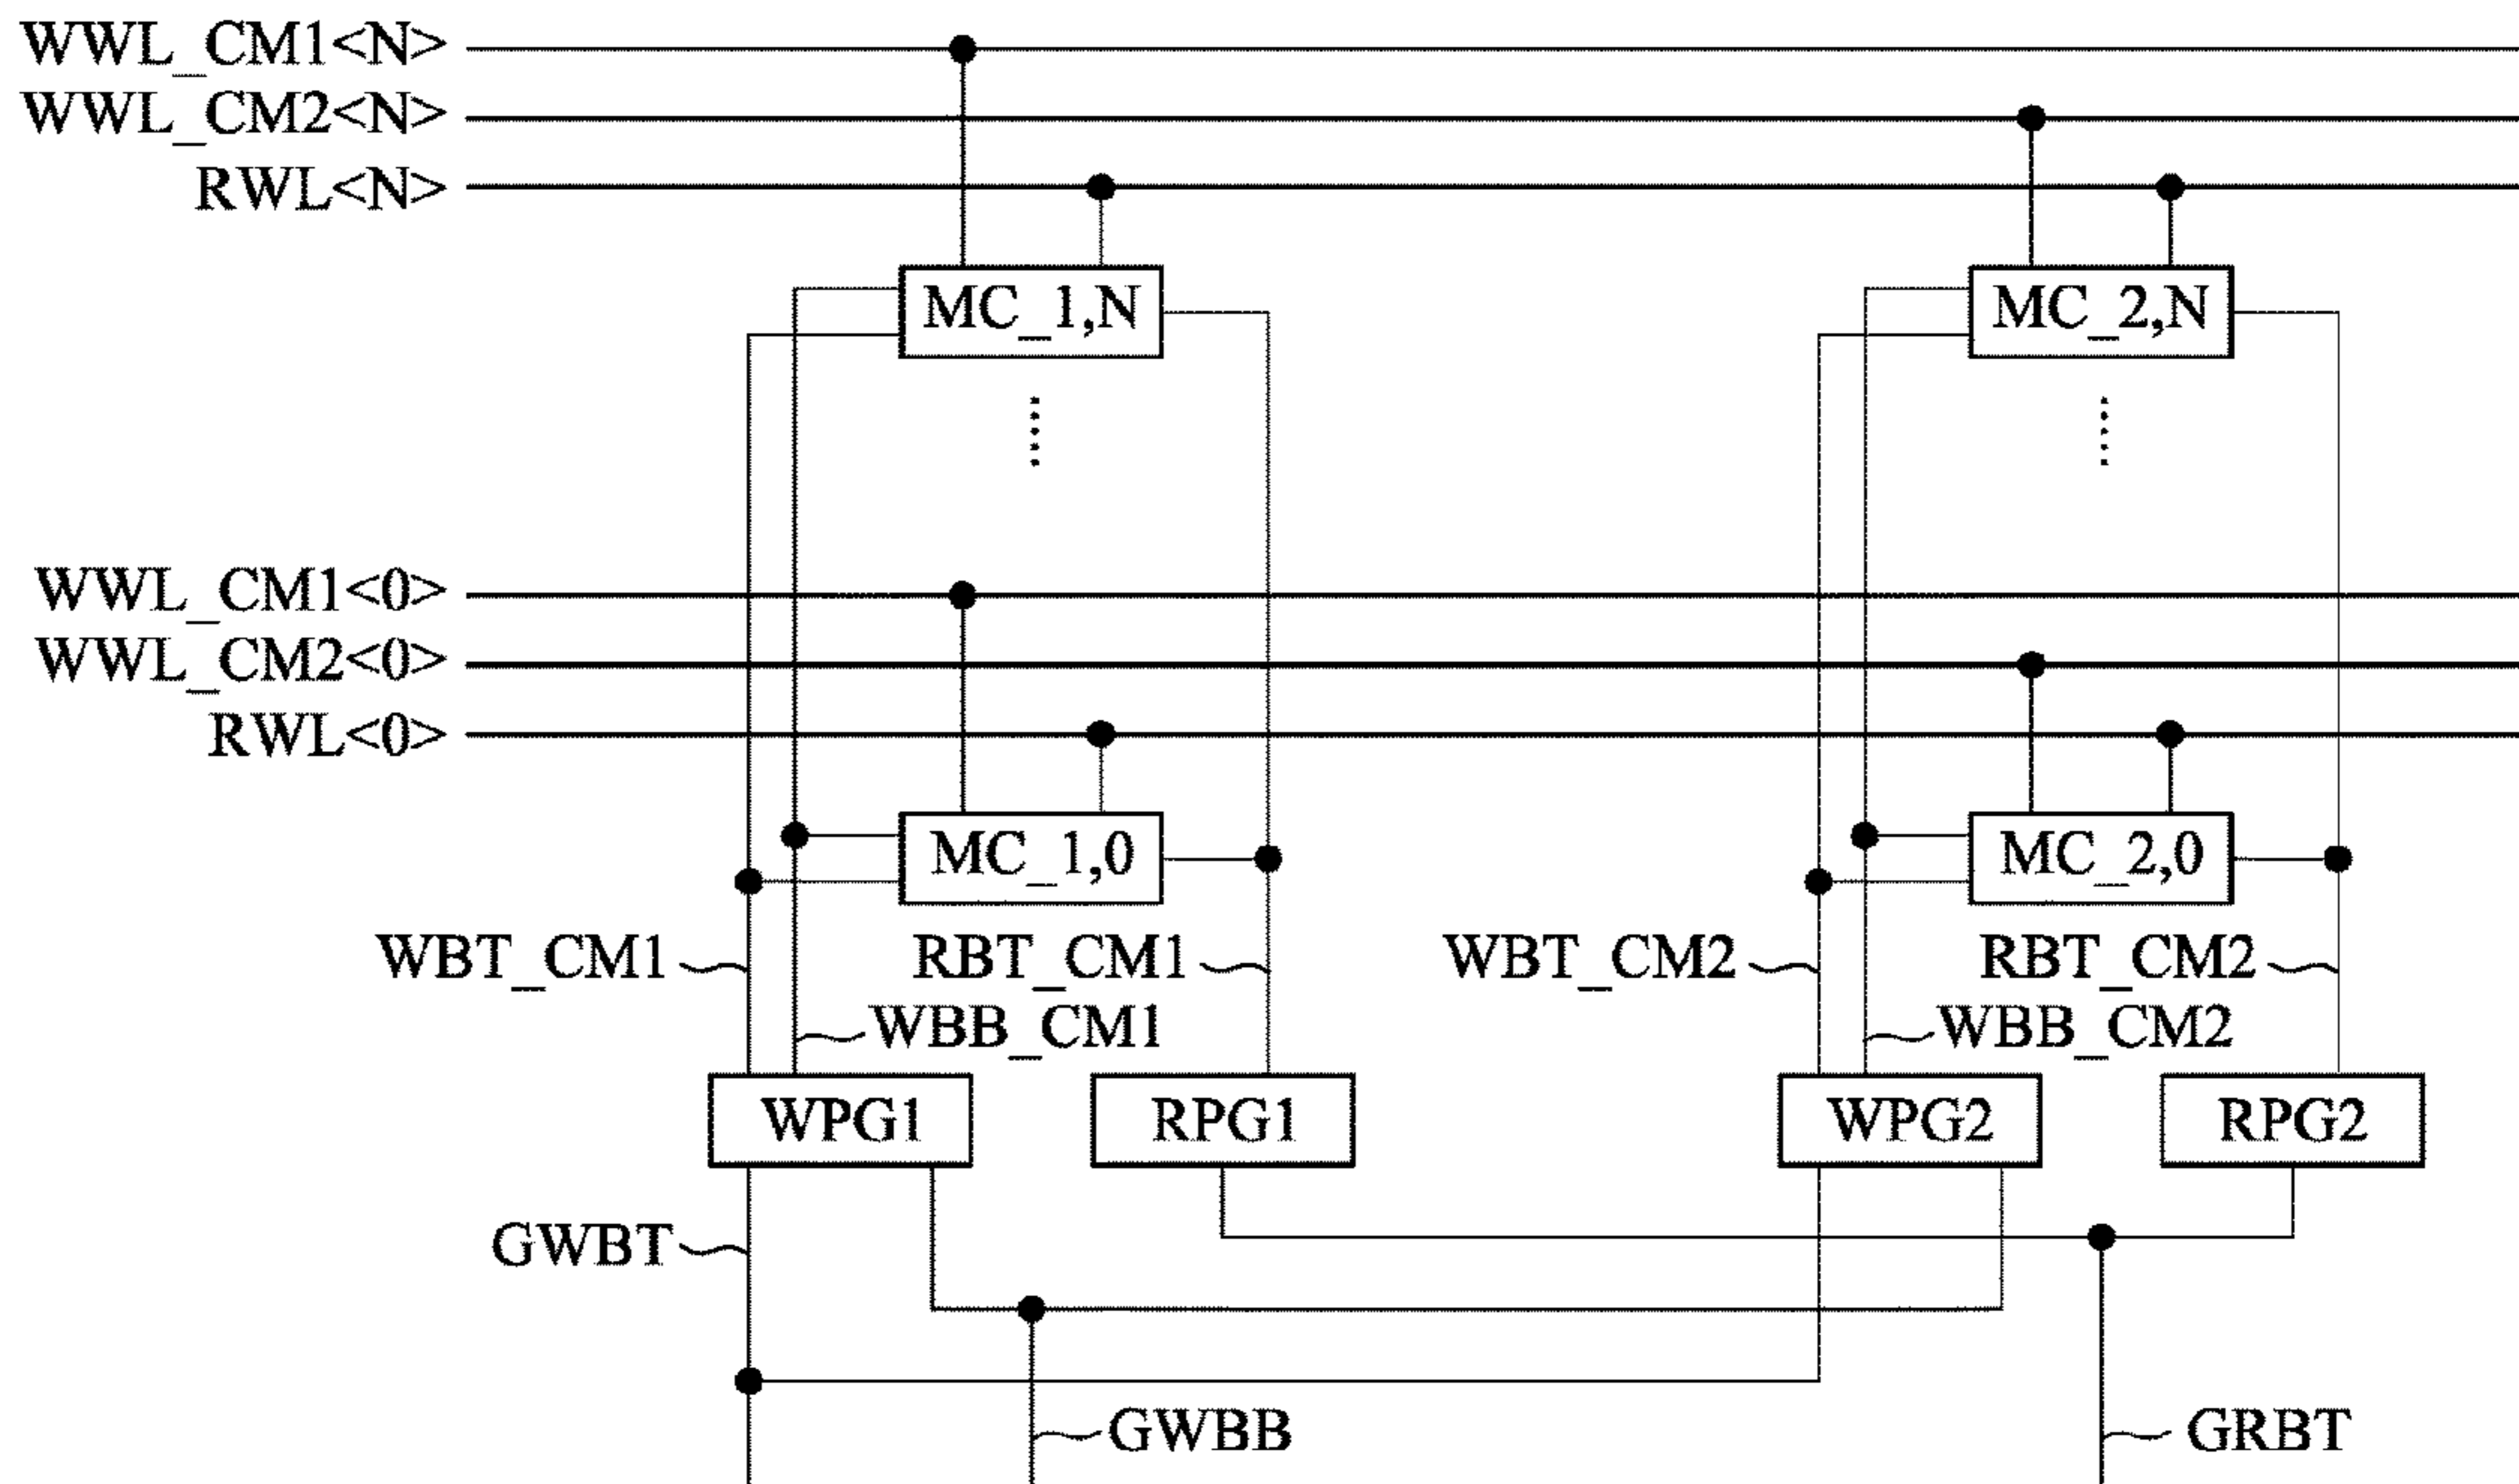 WWL_CM1<N>
WWL_CM2<N>
RWL<N>
MC_1,N
MC_2,N
WWL_CM1<0>
WWL_CM2<0>
RWL<0>
MC_1,0
MC_2,0
WBT_CM1
RBT_CM1
WBT_CM2
RBT_CM2
WBB_CM1
WBB_CM2
WPG1
RPG1
WPG2
RPG2
GWBT
GWBB
GRBT